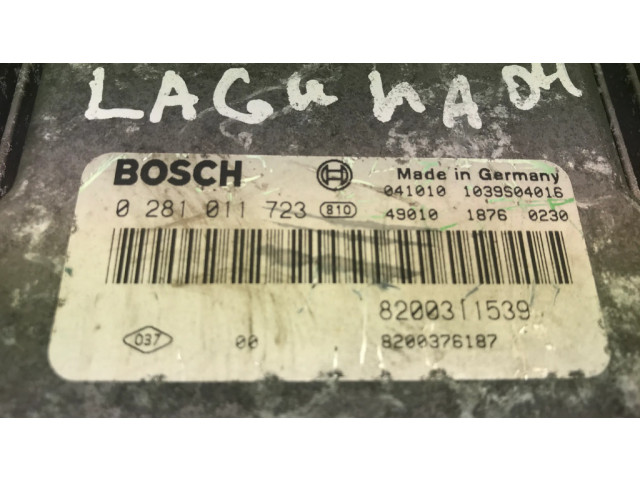 LAGUNA 04
BOSCH Made in Germany
041010 1039S04016
0 281 011 723 810 49010 1876 0230
8200311539
037 00 8200376187